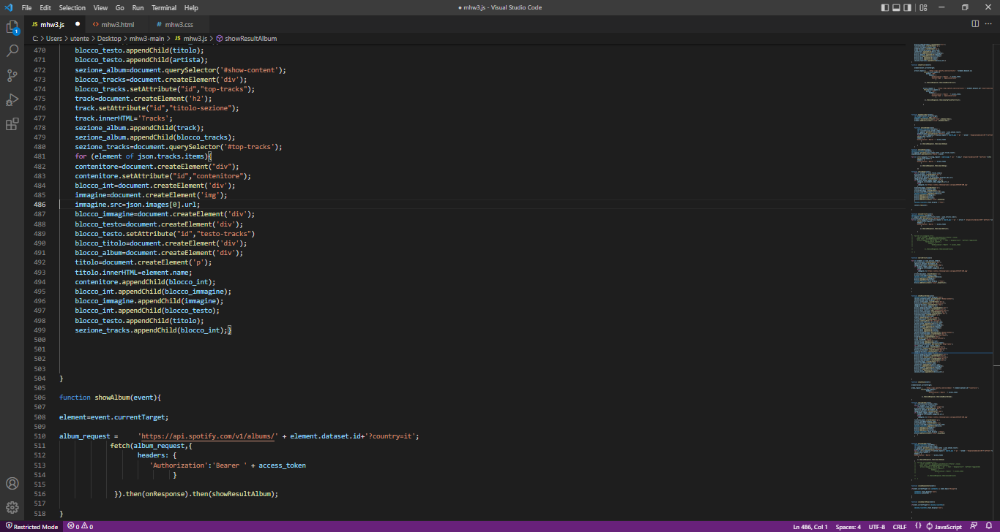 File Edit Selection View Go Run Terminal Help
● mhw3.js - Visual Studio Code
JS mhw3.js ● <> mhw3.html # mhw3.css
C: > Users > utente > Desktop > mhw3-main > JS mhw3.js > showResultAlbum
470 blocco_testo.appendChild(titolo);
471 blocco_testo.appendChild(artista);
472 sezione_album=document.querySelector('#show-content');
473 blocco_tracks=document.createElement('div');
474 blocco_tracks.setAttribute("id","top-tracks");
475 track=document.createElement('h2');
476 track.setAttribute("id","titolo-sezione");
477 track.innerHTML='Tracks';
478 sezione_album.appendChild(track);
479 sezione_album.appendChild(blocco_tracks);
480 sezione_tracks=document.querySelector('#top-tracks');
481 for (element of json.tracks.items){
482 contenitore=document.createElement("div");
483 contenitore.setAttribute("id","contenitore");
484 blocco_int=document.createElement('div');
485 immagine=document.createElement('img');
486 immagine.src=json.images[0].url;
487 blocco_immagine=document.createElement('div');
488 blocco_testo=document.createElement('div');
489 blocco_testo.setAttribute("id","testo-tracks")
490 blocco_titolo=document.createElement('div');
491 blocco_album=document.createElement('div');
492 titolo=document.createElement('p');
493 titolo.innerHTML=element.name;
494 contenitore.appendChild(blocco_int);
495 blocco_int.appendChild(blocco_immagine);
496 blocco_immagine.appendChild(immagine);
497 blocco_int.appendChild(blocco_testo);
498 blocco_testo.appendChild(titolo);
499 sezione_tracks.appendChild(blocco_int);}
500
501
502
503
504 }
505
506 function showAlbum(event){
507
508 element=event.currentTarget;
509
510 album_request = 'https://api.spotify.com/v1/albums/' + element.dataset.id+'?country=it';
511 fetch(album_request,{
512 headers: {
513 'Authorization':'Bearer ' + access_token
514 }
515
516 }).then(onResponse).then(showResultAlbum);
517
518 }
1
Restricted Mode 0 0 Ln 486, Col 1 Spaces: 4 UTF-8 CRLF {} JavaScript